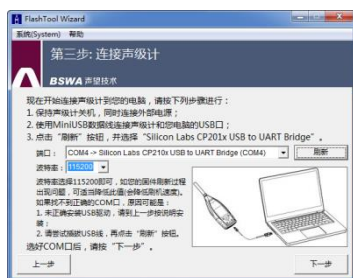 FlashTool Wizard
系统(System) 帮助
第三步: 连接声级计
BSWA 声望技术
现在开始连接声级计到您的电脑，请按下列步骤进行：
1. 保持声级计关机，同时连接外部电源；
2. 使用MiniUSB数据线连接声级计和您电脑的USB口；
3. 点击“刷新”按钮，并选择“Silicon Labs CP201x USB to UART Bridge”。
端口： COM4 -> Silicon Labs CP210x USB to UART Bridge (COM4) 刷新
波特率： 115200
波特率选择115200即可，如您的固件刷新过程
出现问题，可适当降低此值(会降低刷机速度)。
如果找不到正确的COM口，原因可能是：
1. 未正确安装USB驱动，请到上一步按说明安
装；
2. 请尝试插拔USB线，再点击“刷新”按钮。
选好COM口后，请按“下一步”。
上一步 下一步